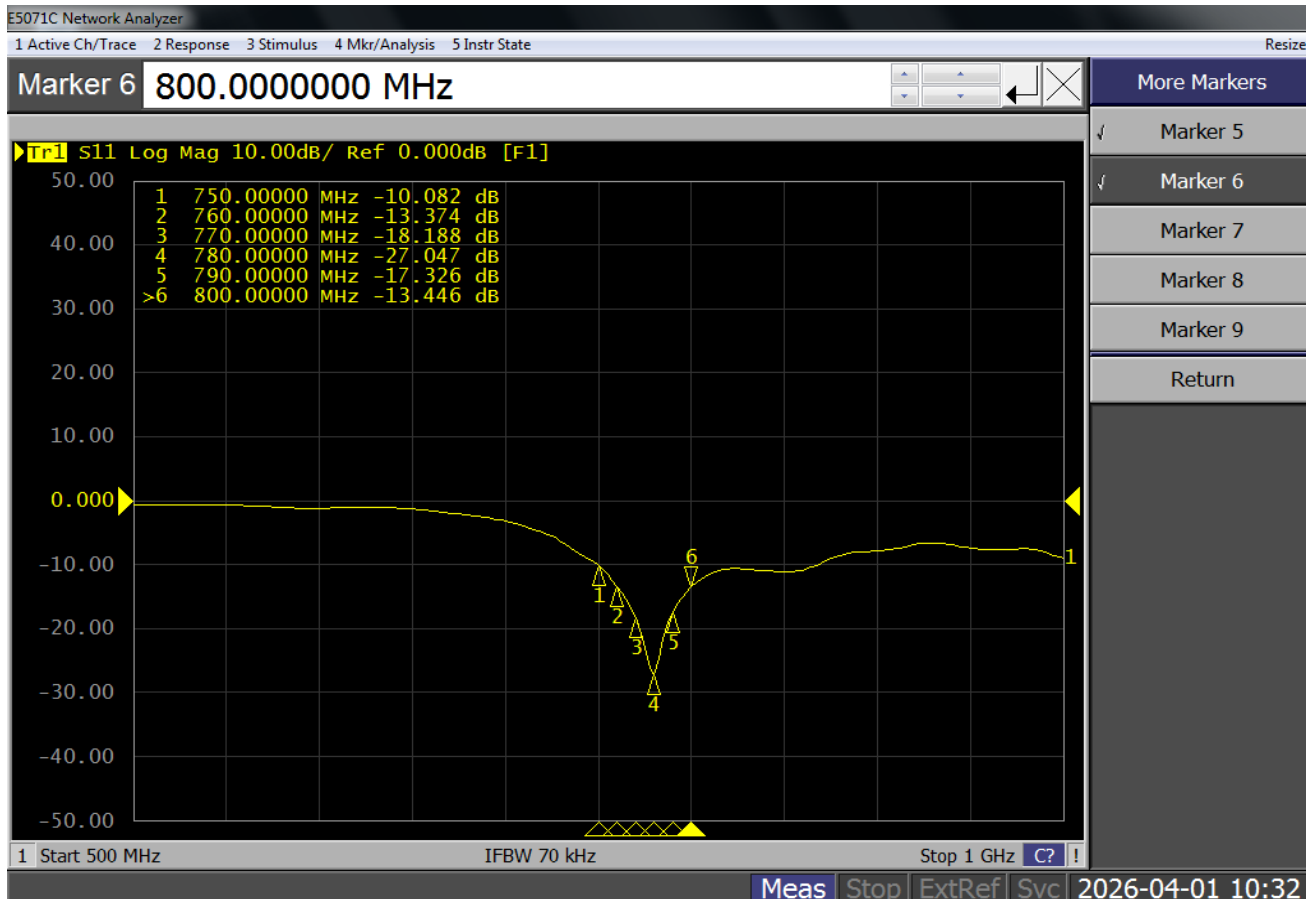 E5071C Network Analyzer
1 Active Ch/Trace 2 Response 3 Stimulus 4 Mkr/Analysis 5 Instr State Resize
Marker 6 800.0000000 MHz
More Markers
Marker 5
Marker 6
Marker 7
Marker 8
Marker 9
Return
Tr1 S11 Log Mag 10.00dB/ Ref 0.000dB [F1]
50.00
40.00
30.00
20.00
10.00
0.000
-10.00
-20.00
-30.00
-40.00
-50.00
1 750.00000 MHz -10.082 dB
2 760.00000 MHz -13.374 dB
3 770.00000 MHz -18.188 dB
4 780.00000 MHz -27.047 dB
5 790.00000 MHz -17.326 dB
>6 800.00000 MHz -13.446 dB
1
2
3
4
5
6
1
1 Start 500 MHz IFBW 70 kHz Stop 1 GHz C? !
Meas Stop ExtRef Svc 2026-04-01 10:32